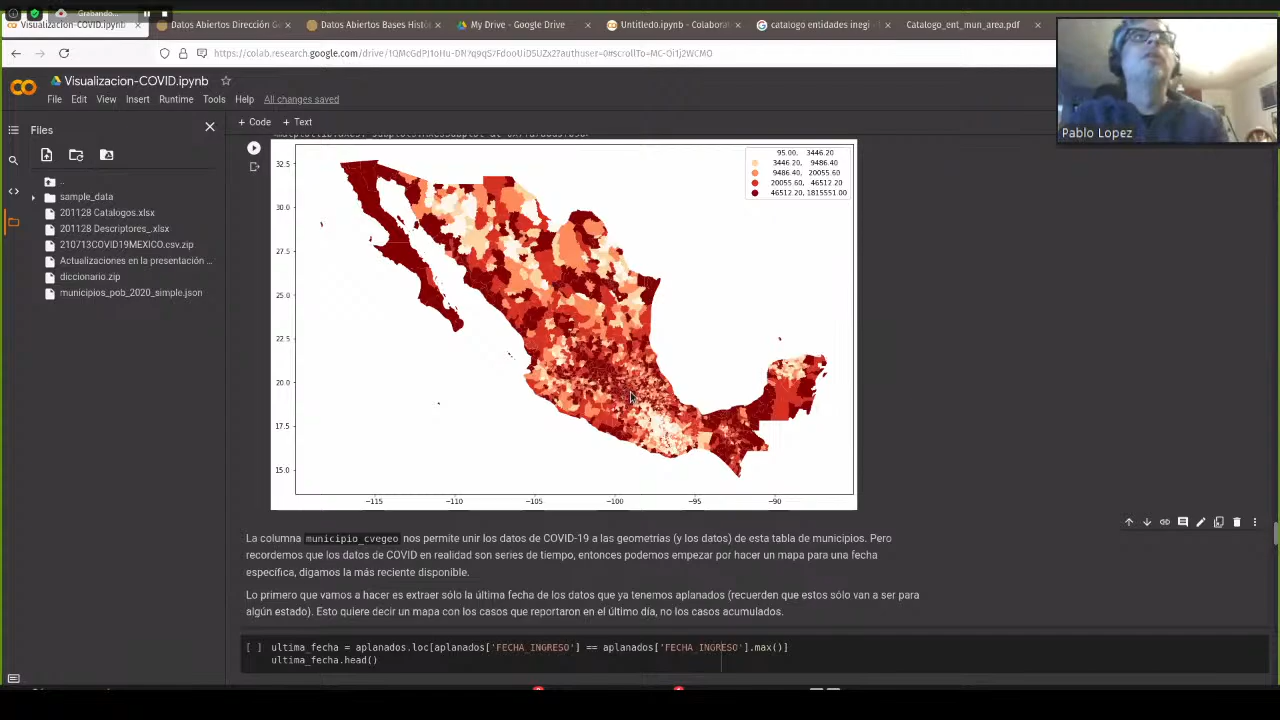 Grabando...
Visualizacion-COVID.ipynb
Datos Abiertos Dirección G
Datos Abiertos Bases Hist
My Drive - Google Drive
Untitled0.ipynb - Colabora
catalogo entidades inegi
Catalogo_ent_mun_area.pdf
Visualizacion-COVID.ipynb
File Edit View Insert Runtime Tools Help All changes saved
Pablo Lopez
Files
+ Code + Text
..
sample_data
201128 Catalogos.xlsx
201128 Descriptores_.xlsx
210713COVID19MEXICO.csv.zip
Actualizaciones en la presentación ...
diccionario.zip
municipios_pob_2020_simple.json
95.00, 3446.20
3446.20, 9486.40
9486.40, 20055.60
20055.60, 46512.20
46512.20, 1815551.00
32.5
30.0
27.5
25.0
22.5
20.0
17.5
15.0
−115 −110 −105 −100 −95 −90
La columna municipio_cvegeo nos permite unir los datos de COVID-19 a las geometrías (y los datos) de esta tabla de municipios. Pero
recordemos que los datos de COVID en realidad son series de tiempo, entonces podemos empezar por hacer un mapa para una fecha
específica, digamos la más reciente disponible.
Lo primero que vamos a hacer es extraer sólo la última fecha de los datos que ya tenemos aplanados (recuerden que estos sólo van a ser para
algún estado). Esto quiere decir un mapa con los casos que reportaron en el último día, no los casos acumulados.
[ ] ultima_fecha = aplanados.loc[aplanados['FECHA_INGRESO'] == aplanados['FECHA_INGRESO'].max()]
ultima_fecha.head()